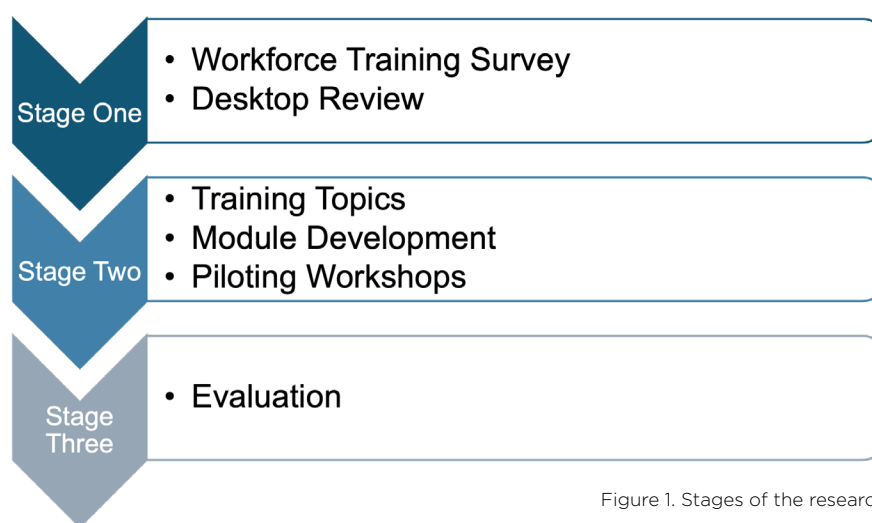 Stage One
• Workforce Training Survey
• Desktop Review
Stage Two
• Training Topics
• Module Development
• Piloting Workshops
Stage
Three
• Evaluation
Figure 1. Stages of the researc